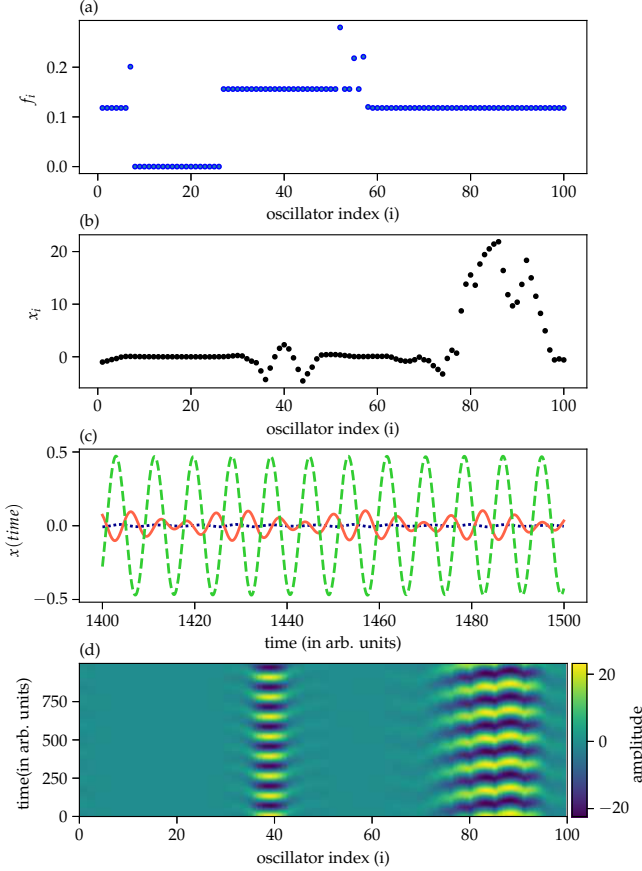 (a)
0.2
0.1
0.0
f_i
0 20 40 60 80 100
oscillator index (i)
(b)
20
10
0
x_i
0 20 40 60 80 100
oscillator index (i)
(c)
0.5
0.0
−0.5
x(time)
1400 1420 1440 1460 1480 1500
time (in arb. units)
(d)
750
500
250
0
time(in arb. units)
0 20 40 60 80 100
oscillator index (i)
20
0
−20
amplitude